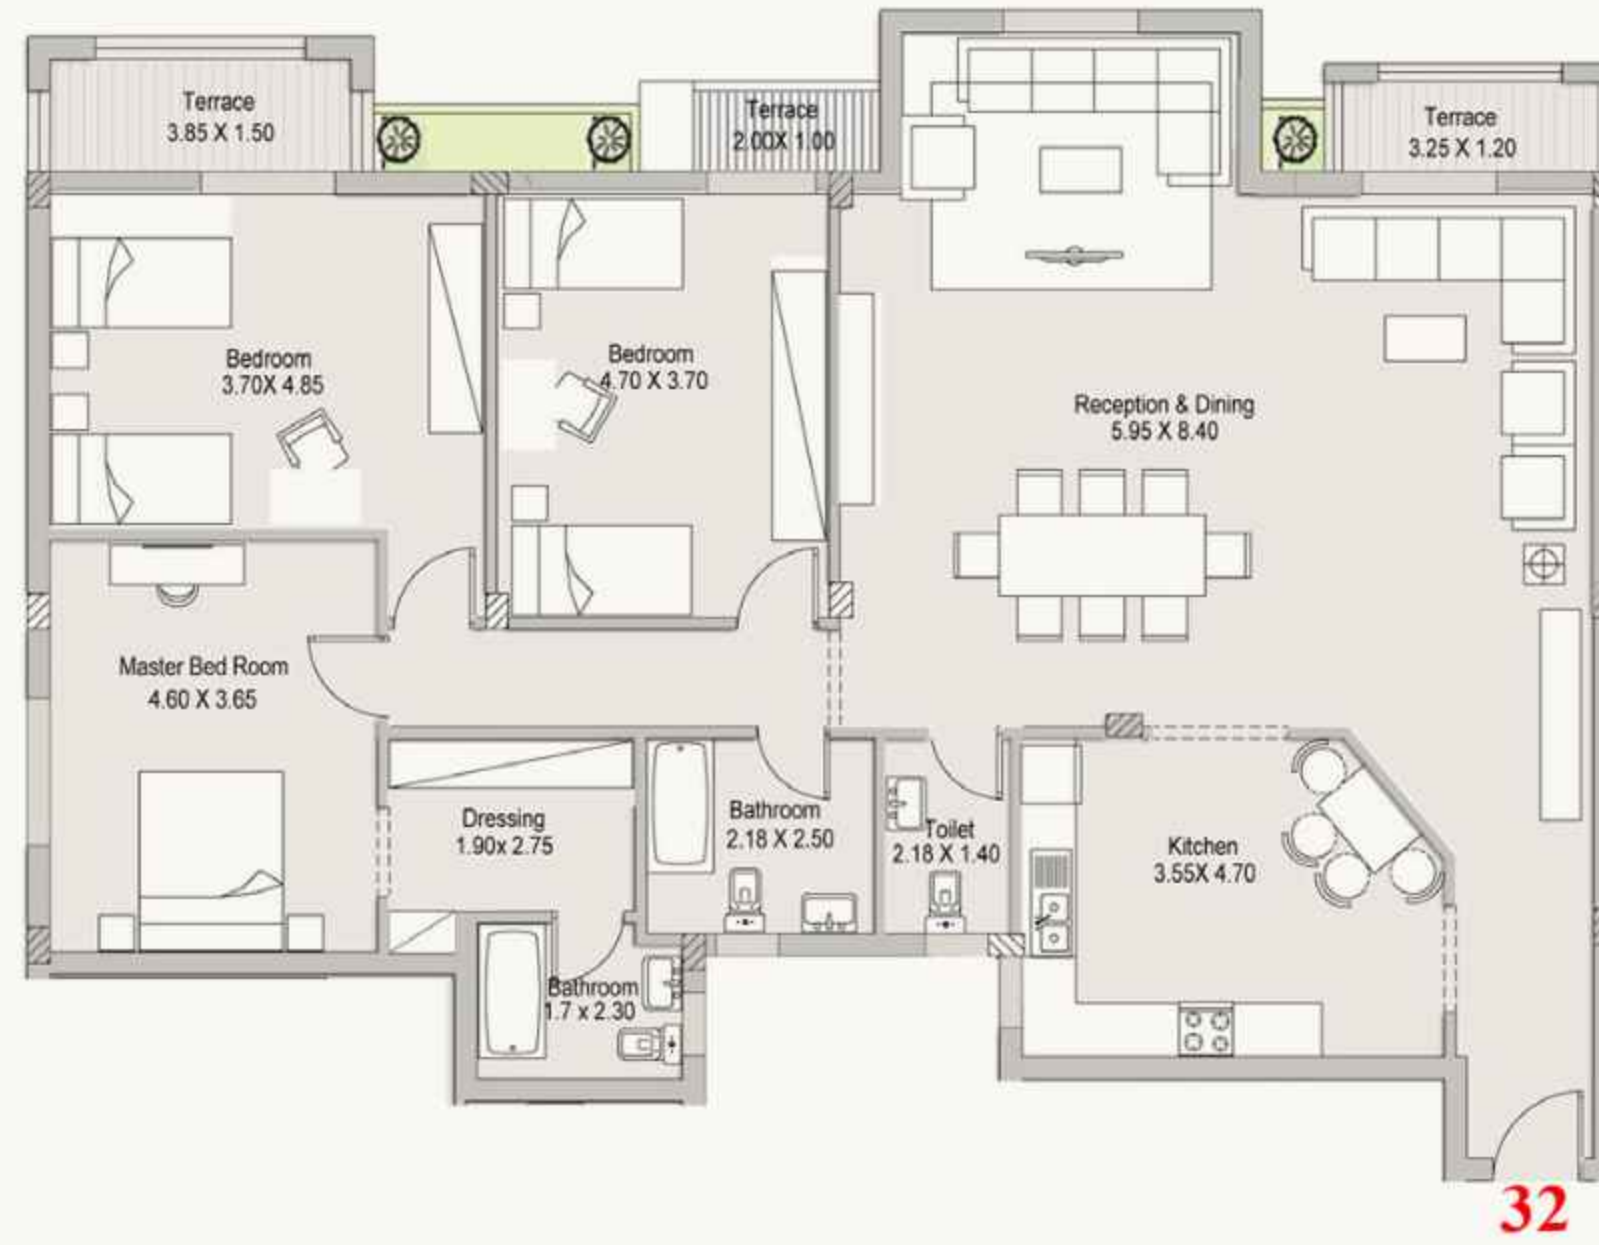 Terrace
3.85 X 1.50
Terrace
2.00X 1.00
Terrace
3.25 X 1.20
Bedroom
3.70X 4.85
Bedroom
4.70 X 3.70
Reception & Dining
5.95 X 8.40
Master Bed Room
4.60 X 3.65
Dressing
1.90x 2.75
Bathroom
2.18 X 2.50
Toilet
2.18 X 1.40
Kitchen
3.55X 4.70
Bathroom
1.7 x 2.30
32